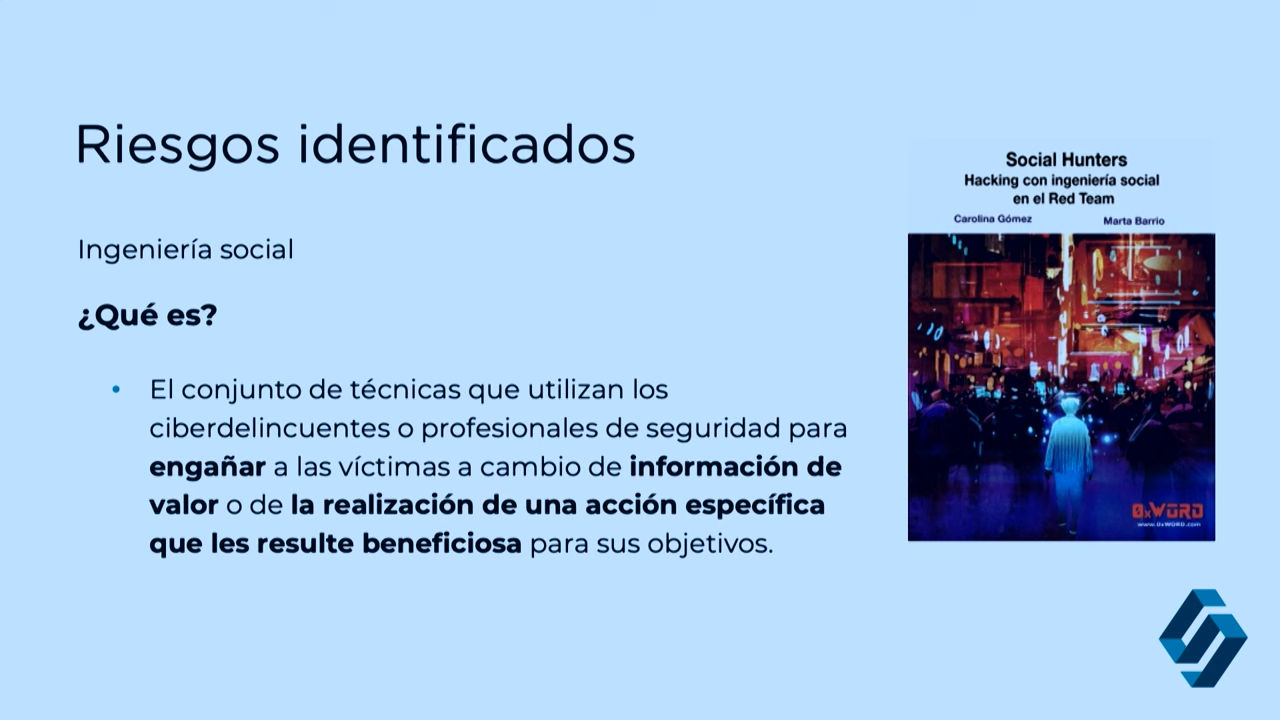 Riesgos identificados
Ingeniería social
¿Qué es?
• El conjunto de técnicas que utilizan los
ciberdelincuentes o profesionales de seguridad para
engañar a las víctimas a cambio de información de
valor o de la realización de una acción específica
que les resulte beneficiosa para sus objetivos.
Social Hunters
Hacking con ingeniería social
en el Red Team
Carolina Gómez Marta Barrio
0xWORD
www.0xWORD.com